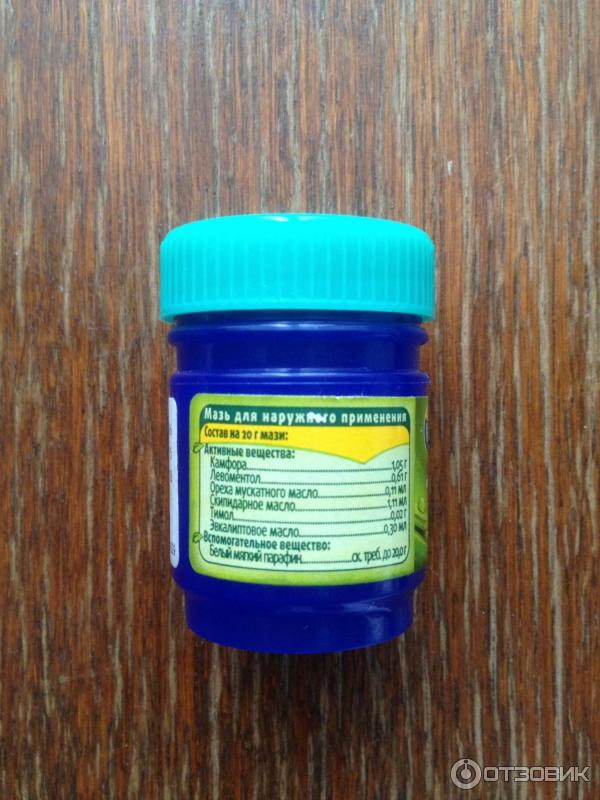 Мазь для наружного применения
Состав на 20 г мази:
Активные вещества:
Камфора...........................1,05 г
Левоментол.......................0,61 г
Ореха мускатного масло.......0,11 мл
Скипидарное масло.............1,11 мл
Тимол..............................0,02 г
Эвкалиптовое масло...........0,30 мл
Вспомогательное вещество:
Белый мягкий парафин..........ск. треб. до 20,0 г
ОТЗОВИК